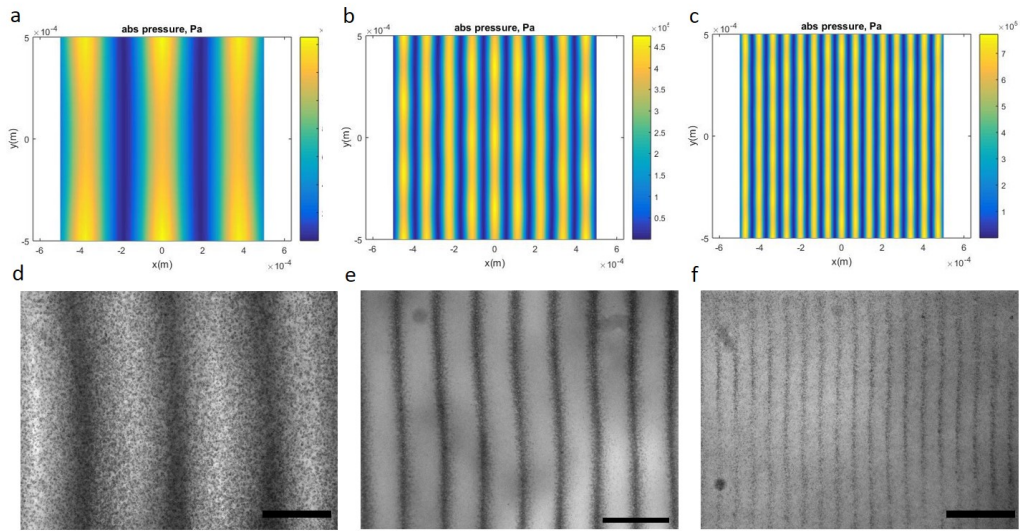 a
abs pressure, Pa
5 ×10⁻⁴
y(m)
0
-5
-6 -4 -2 0 2 4 6
x(m) ×10⁻⁴
b
abs pressure, Pa
5 ×10⁻⁴
y(m)
0
-5
-6 -4 -2 0 2 4 6
x(m) ×10⁻⁴
4.5
4
3.5
3
2.5
2
1.5
1
0.5
c
abs pressure, Pa
5 ×10⁻⁴
y(m)
0
-5
-6 -4 -2 0 2 4 6
x(m) ×10⁻⁴
×10⁵
7
6
5
4
3
2
1
d
e
f